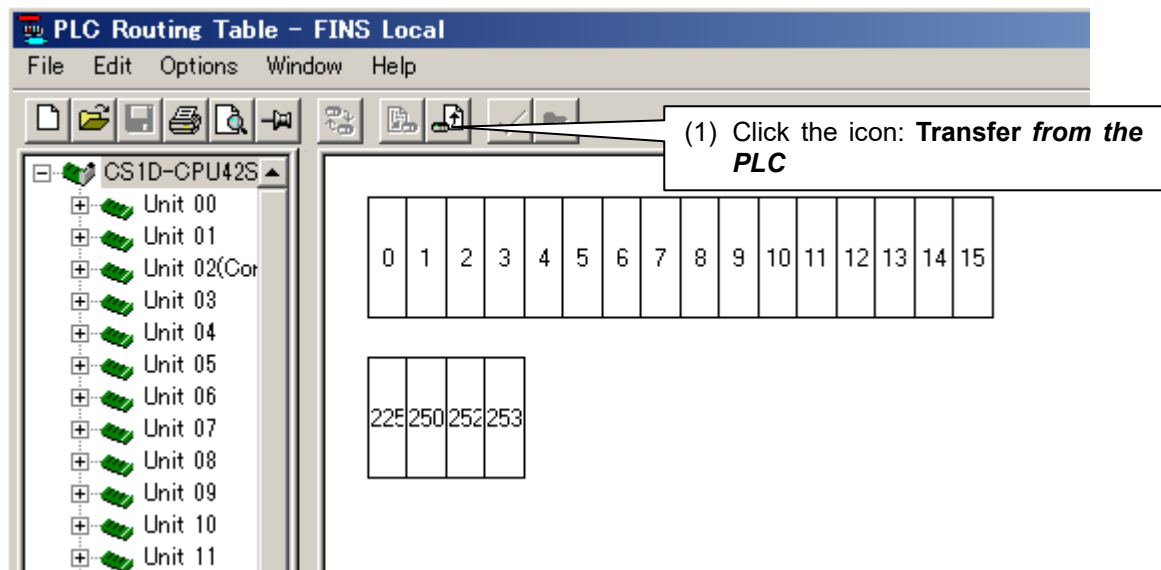 PLC Routing Table - FINS Local
File Edit Options Window Help
(1) Click the icon: Transfer from the
PLC
CS1D-CPU42S
Unit 00
Unit 01
Unit 02(Cor
Unit 03
Unit 04
Unit 05
Unit 06
Unit 07
Unit 08
Unit 09
Unit 10
Unit 11
0 1 2 3 4 5 6 7 8 9 10 11 12 13 14 15
225 250 252 253